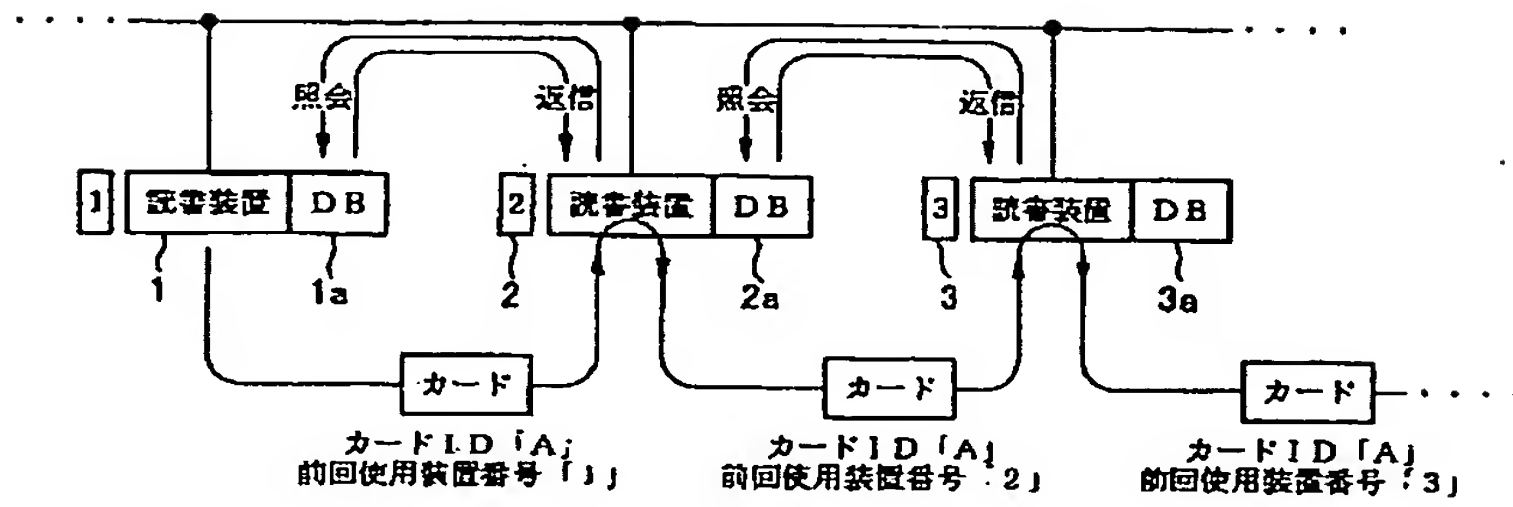 照会 返信 照会 返信
1 読書装置 DB 2 読書装置 DB 3 読書装置 DB
1 1a 2 2a 3 3a
カード カード カード
カードID「A」 カードID「A」 カードID「A」
前回使用装置番号「1」 前回使用装置番号「2」 前回使用装置番号「3」